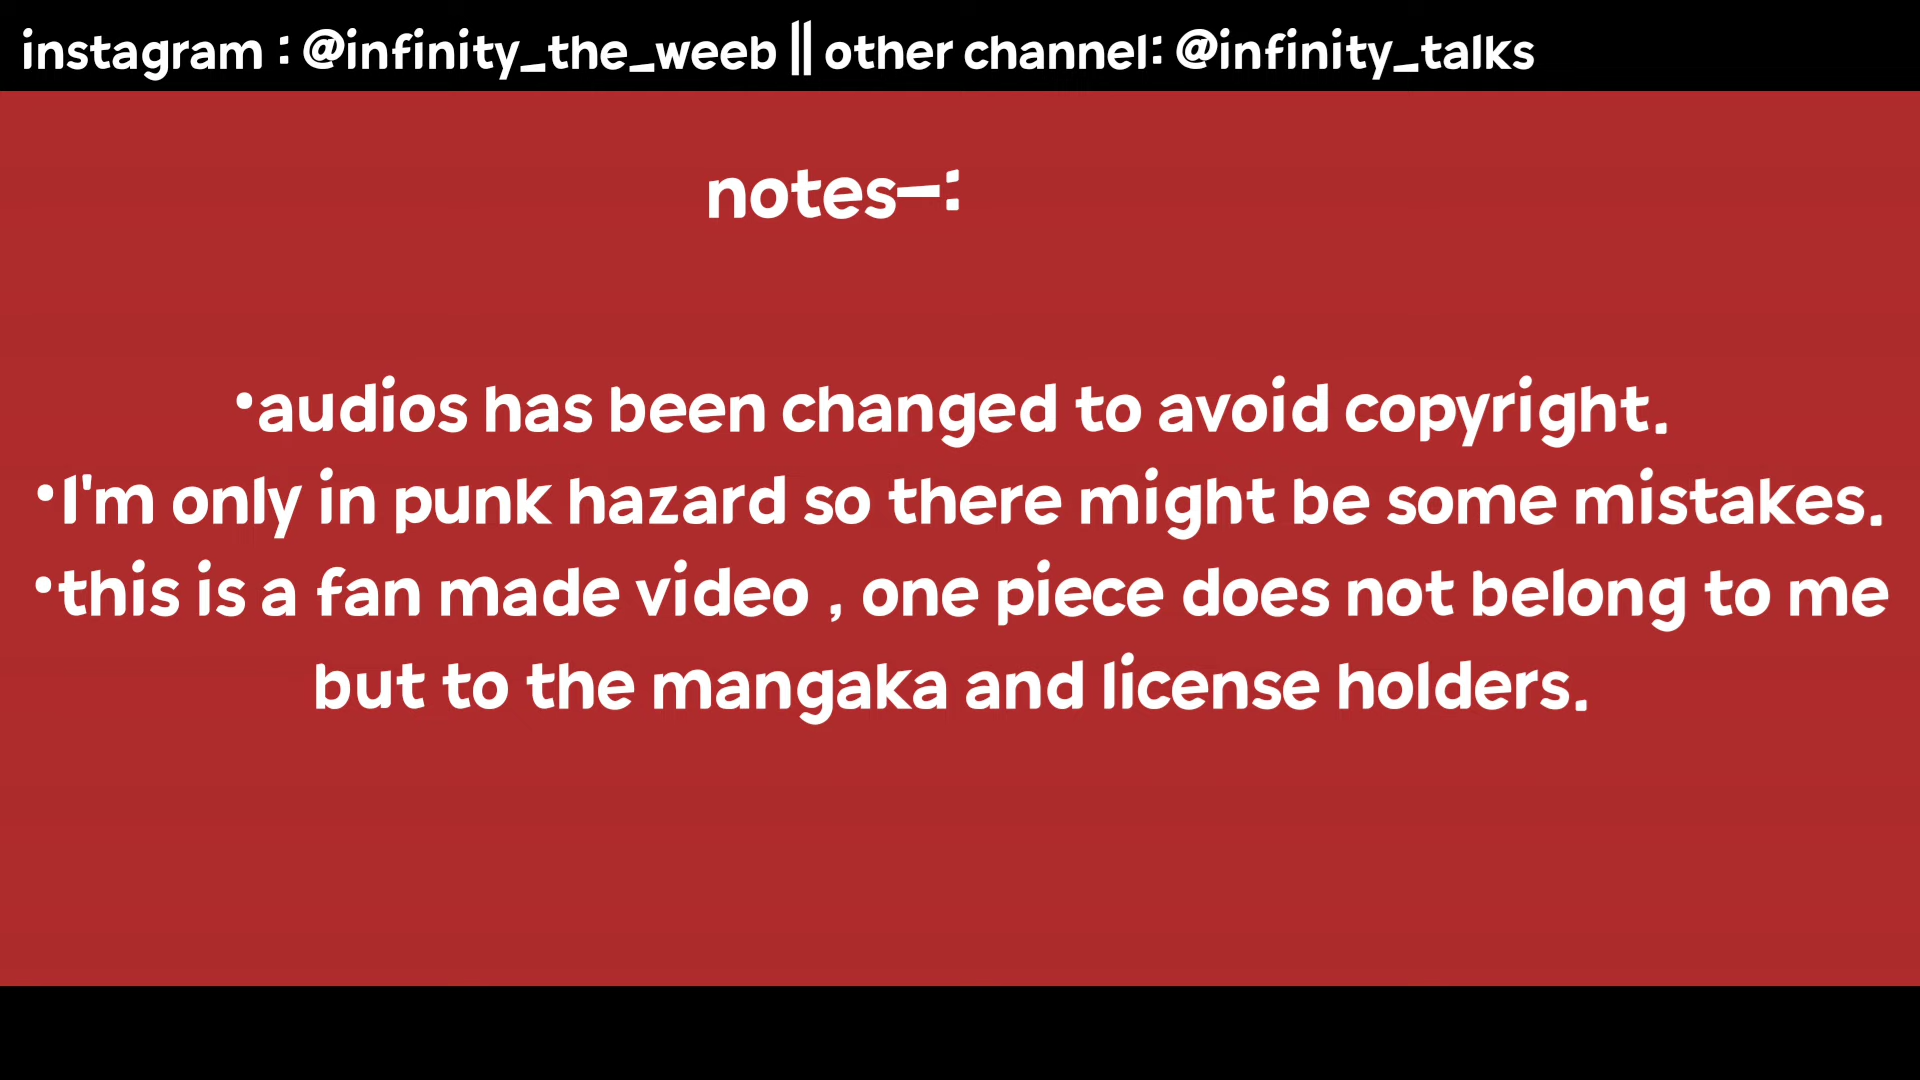 instagram : @infinity_the_weeb || other channel: @infinity_talks
notes-:
•audios has been changed to avoid copyright.
•I'm only in punk hazard so there might be some mistakes.
•this is a fan made video , one piece does not belong to me
but to the mangaka and license holders.